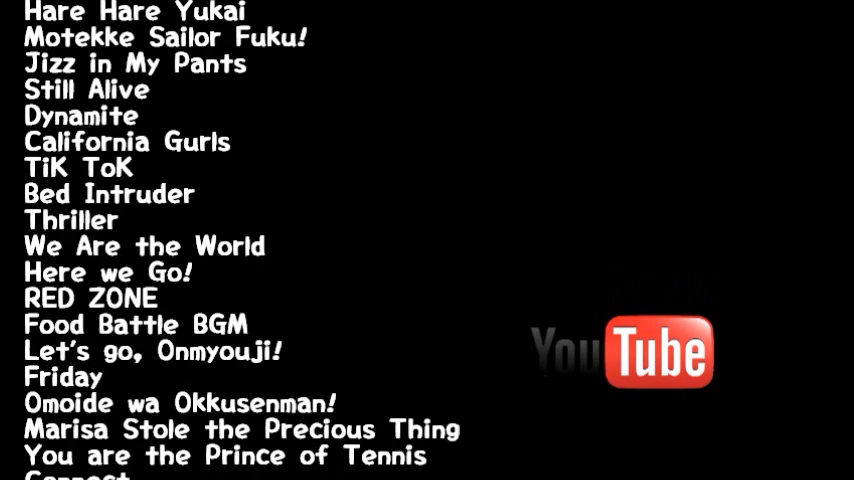 Hare Hare Yukai
Motekke Sailor Fuku!
Jizz in My Pants
Still Alive
Dynamite
California Gurls
TiK ToK
Bed Intruder
Thriller
We Are the World
Here we Go!
RED ZONE
Food Battle BGM
Let's go, Onmyouji!
Friday
Omoide wa Okkusenman!
Marisa Stole the Precious Thing
You are the Prince of Tennis
Connect
YouTube